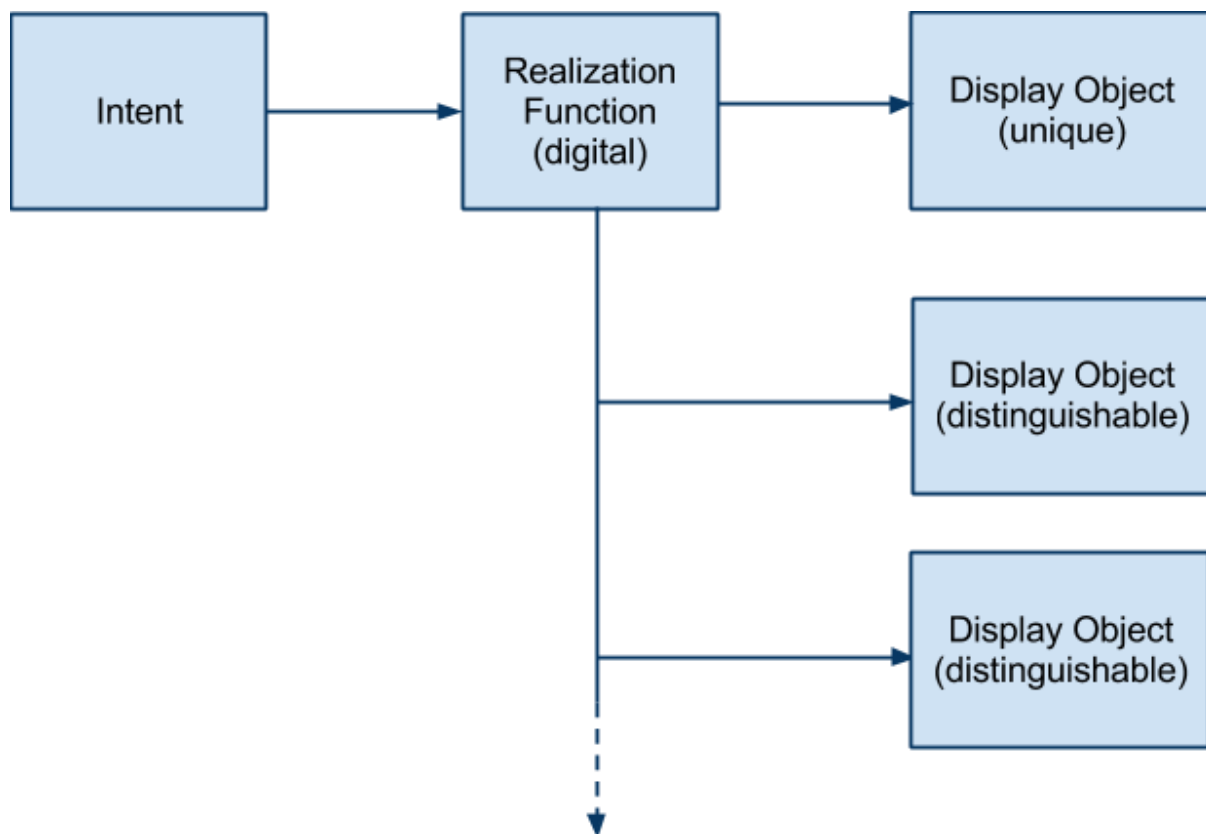 Intent
Realization
Function
(digital)
Display Object
(unique)
Display Object
(distinguishable)
Display Object
(distinguishable)